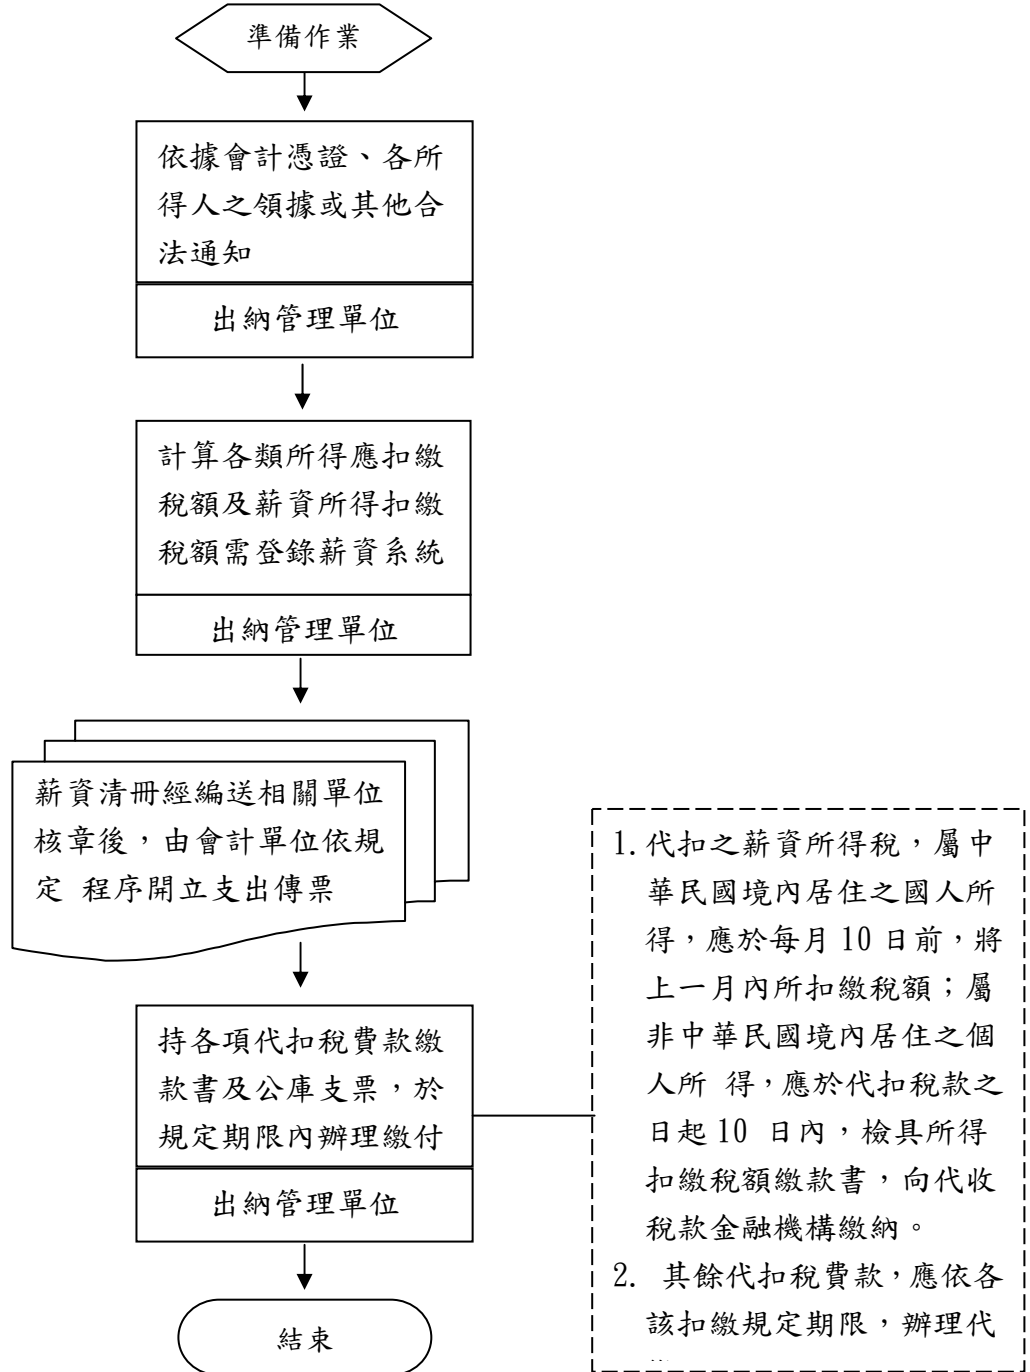 準備作業
依據會計憑證、各所
得人之領據或其他合
法通知
出納管理單位
計算各類所得應扣繳
稅額及薪資所得扣繳
稅額需登錄薪資系統
出納管理單位
薪資清冊經編送相關單位
核章後，由會計單位依規
定 程序開立支出傳票
持各項代扣稅費款繳
款書及公庫支票，於
規定期限內辦理繳付
出納管理單位
結束
1. 代扣之薪資所得稅，屬中
華民國境內居住之國人所
得，應於每月 10 日前，將
上一月內所扣繳稅額；屬
非中華民國境內居住之個
人所 得，應於代扣稅款之
日起 10 日內，檢具所得
扣繳稅額繳款書，向代收
稅款金融機構繳納。
2. 其餘代扣稅費款，應依各
該扣繳規定期限，辦理代